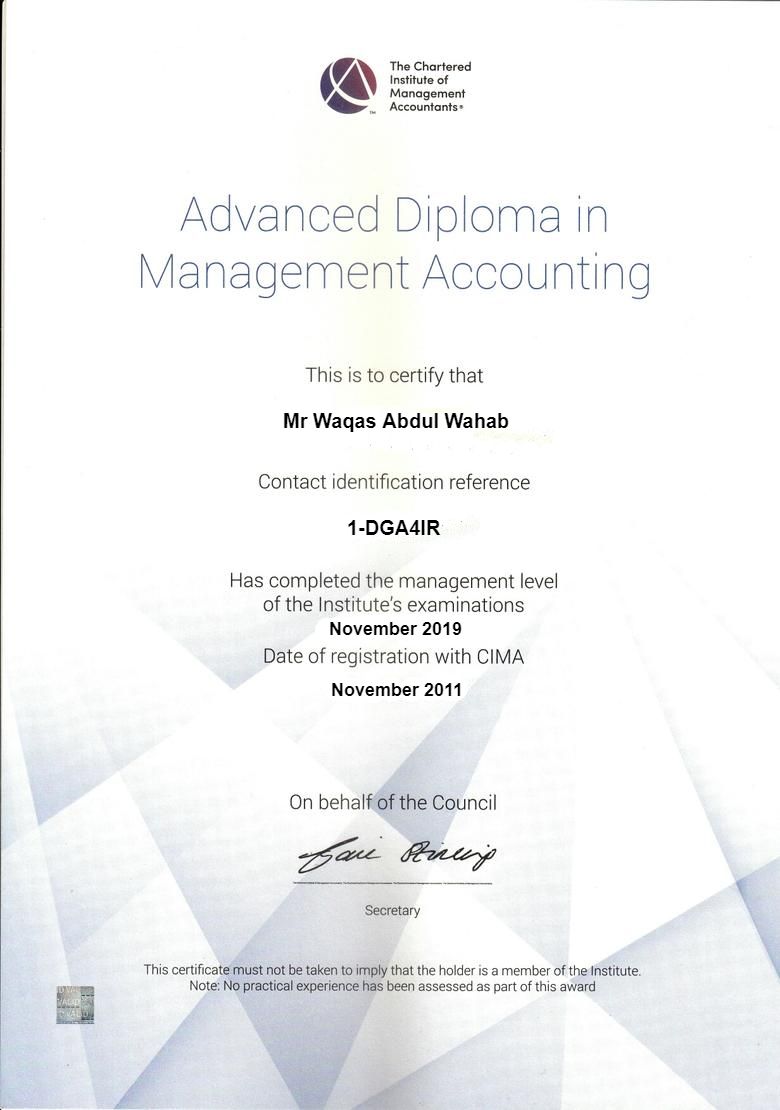 The Chartered
Institute of
Management
Accountants®
™
Advanced Diploma in
Management Accounting
This is to certify that
Mr Waqas Abdul Wahab
Contact identification reference
1-DGA4IR
Has completed the management level
of the Institute's examinations
November 2019
Date of registration with CIMA
November 2011
On behalf of the Council
Secretary
This certificate must not be taken to imply that the holder is a member of the Institute.
Note: No practical experience has been assessed as part of this award
VALID